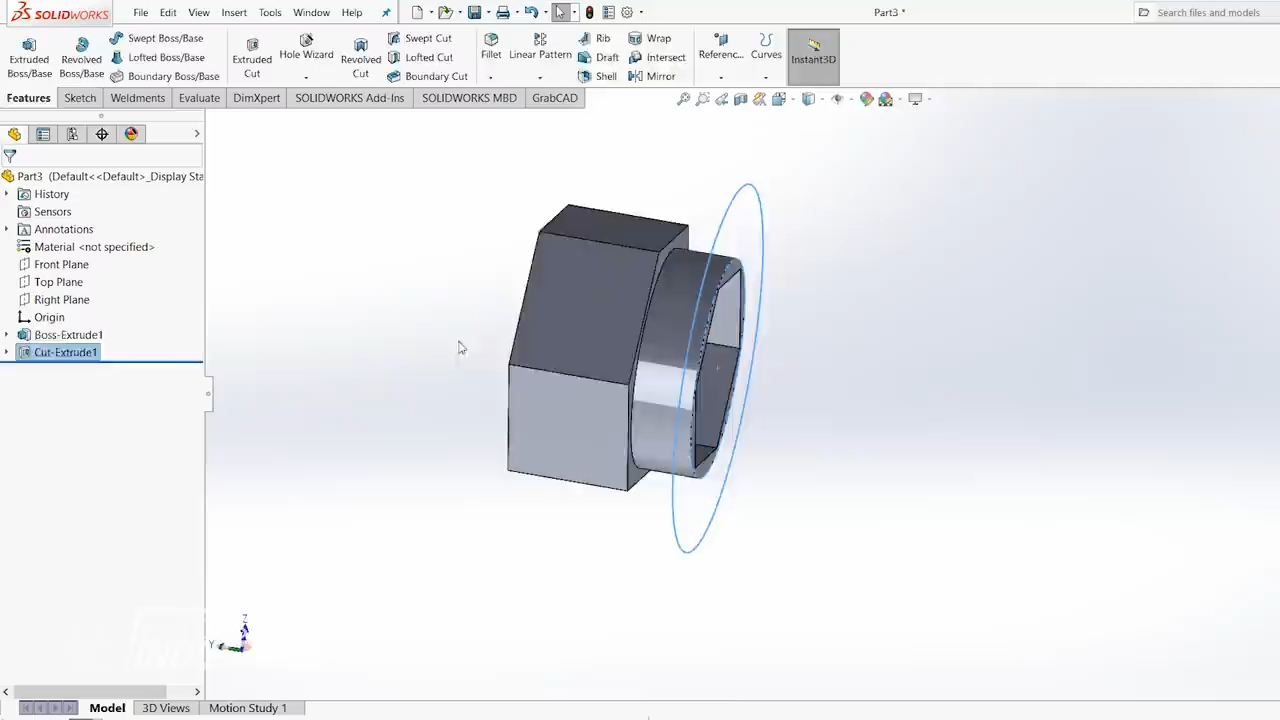 SOLIDWORKS File Edit View Insert Tools Window Help Part3 * Search files and models
Extruded Boss/Base Revolved Boss/Base Swept Boss/Base Lofted Boss/Base Boundary Boss/Base Extruded Cut Hole Wizard Revolved Cut Swept Cut Lofted Cut Boundary Cut Fillet Linear Pattern Rib Draft Shell Wrap Intersect Mirror Referenc... Curves Instant3D
Features Sketch Weldments Evaluate DimXpert SOLIDWORKS Add-Ins SOLIDWORKS MBD GrabCAD
Part3 (Default<<Default>_Display Sta
History
Sensors
Annotations
Material <not specified>
Front Plane
Top Plane
Right Plane
Origin
Boss-Extrude1
Cut-Extrude1
Z
Y
Model 3D Views Motion Study 1